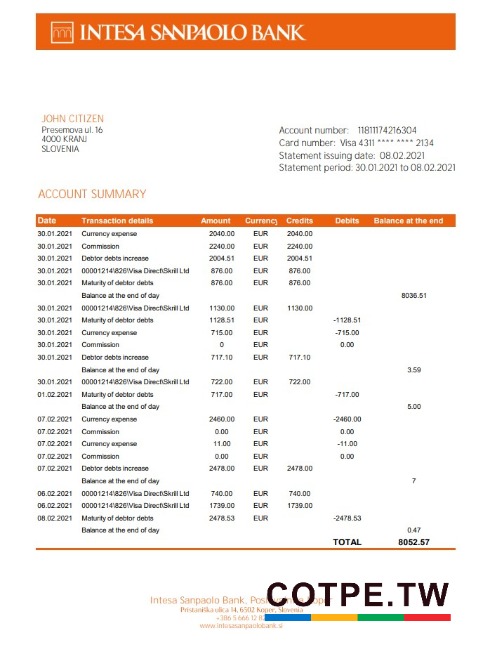 INTESA SANPAOLO BANK
JOHN CITIZEN
Presernova ul. 16
4000 KRANJ
SLOVENIA
Account number: 11811174216304
Card number: Visa 4311 **** **** 2134
Statement issuing date: 08.02.2021
Statement period: 30.01.2021 to 08.02.2021
ACCOUNT SUMMARY
Date Transaction details Amount Currency Credits Debits Balance at the end
30.01.2021 Currency expense 2040.00 EUR 2040.00
30.01.2021 Commission 2240.00 EUR 2240.00
30.01.2021 Debtor debts increase 2004.51 EUR 2004.51
30.01.2021 00001214\826\Visa Direct\Skrill Ltd 876.00 EUR 876.00
30.01.2021 Maturity of debtor debts 876.00 EUR 876.00
Balance at the end of day 8036.51
30.01.2021 00001214\826\Visa Direct\Skrill Ltd 1130.00 EUR 1130.00
30.01.2021 Maturity of debtor debts 1128.51 EUR -1128.51
30.01.2021 Currency expense 715.00 EUR -715.00
30.01.2021 Commission 0 EUR 0.00
30.01.2021 Debtor debts increase 717.10 EUR 717.10
Balance at the end of day 3.59
30.01.2021 00001214\826\Visa Direct\Skrill Ltd 722.00 EUR 722.00
01.02.2021 Maturity of debtor debts 717.00 EUR -717.00
Balance at the end of day 5.00
07.02.2021 Currency expense 2460.00 EUR -2460.00
07.02.2021 Commission 0.00 EUR 0.00
07.02.2021 Currency expense 11.00 EUR -11.00
07.02.2021 Commission 0.00 EUR 0.00
07.02.2021 Debtor debts increase 2478.00 EUR 2478.00
Balance at the end of day 7
06.02.2021 00001214\826\Visa Direct\Skrill Ltd 740.00 EUR 740.00
06.02.2021 00001214\826\Visa Direct\Skrill Ltd 1739.00 EUR 1739.00
08.02.2021 Maturity of debtor debts 2478.53 EUR -2478.53
Balance at the end of day 0.47
TOTAL 8052.57
Intesa Sanpaolo Bank,
COTPE.TW
Pristaniška ulica 14, 6502 Koper, Slovenia
+386 5 666 12
www.intesasanpaolobank.si